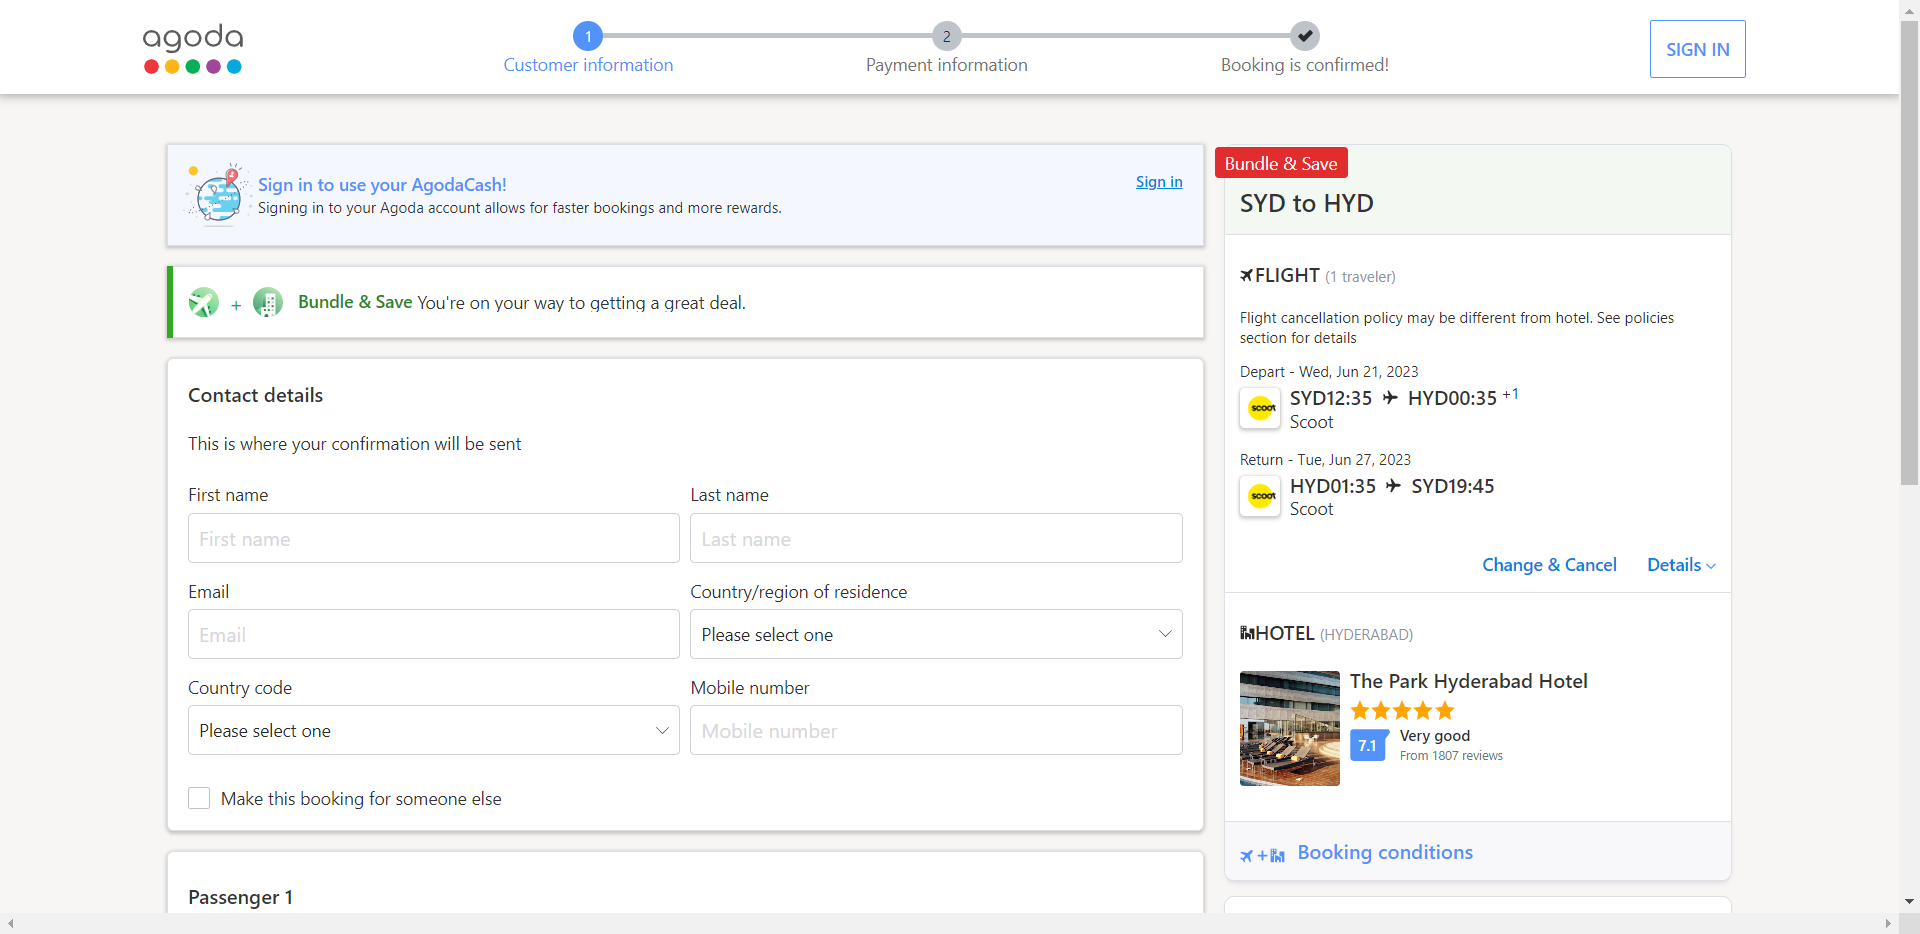 agoda
1
Customer information
2
Payment information
Booking is confirmed!
SIGN IN
Sign in to use your AgodaCash!
Signing in to your Agoda account allows for faster bookings and more rewards.
Sign in
+
Bundle & Save You're on your way to getting a great deal.
Contact details
This is where your confirmation will be sent
First name
Last name
First name
Last name
Email
Country/region of residence
Email
Please select one
Country code
Mobile number
Please select one
Mobile number
Make this booking for someone else
Passenger 1
Bundle & Save
SYD to HYD
FLIGHT (1 traveler)
Flight cancellation policy may be different from hotel. See policies
section for details
Depart - Wed, Jun 21, 2023
scoot
SYD12:35 HYD00:35 +1
Scoot
Return - Tue, Jun 27, 2023
scoot
HYD01:35 SYD19:45
Scoot
Change & Cancel
Details
HOTEL (HYDERABAD)
The Park Hyderabad Hotel
7.1
Very good
From 1807 reviews
+
Booking conditions